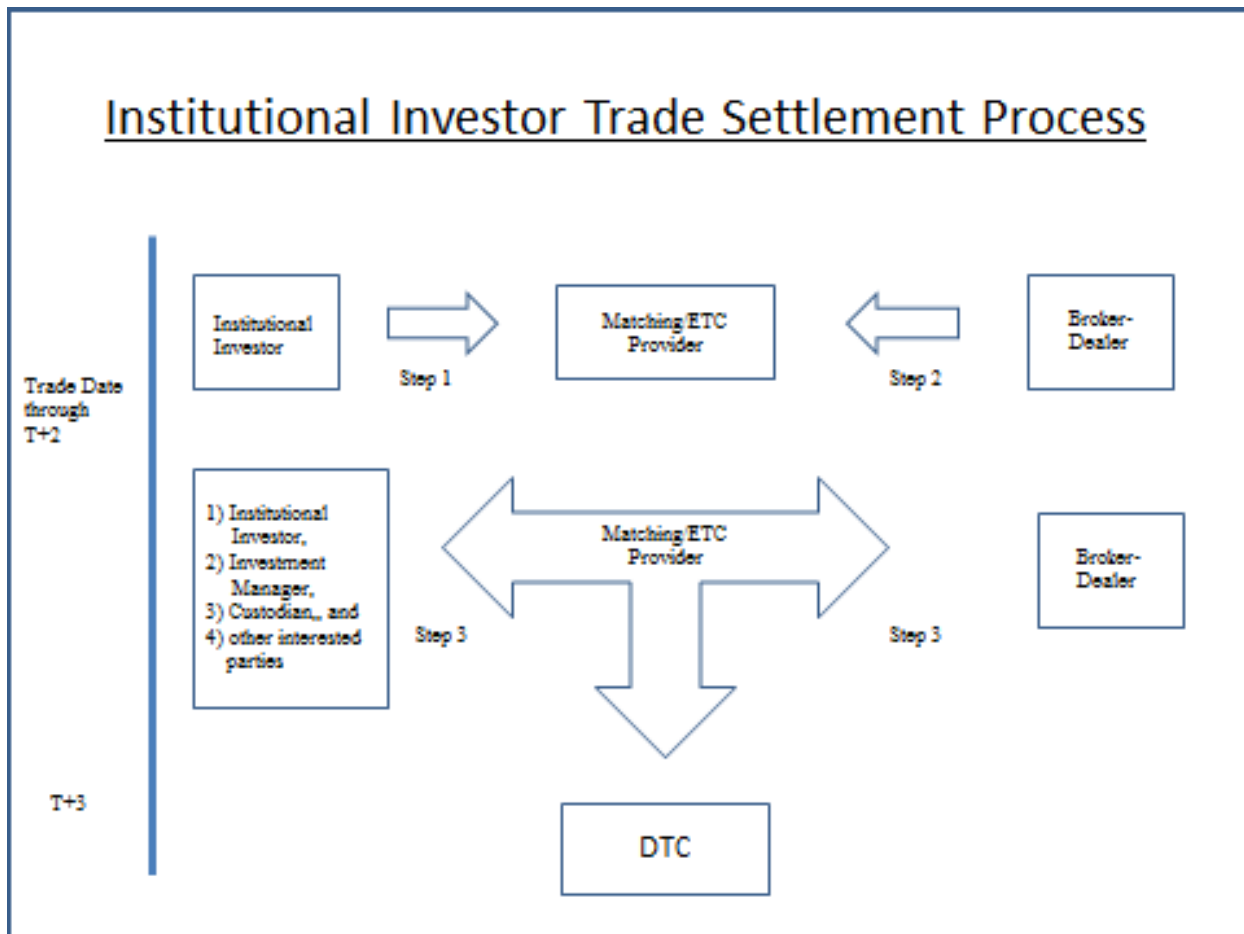 Institutional Investor Trade Settlement Process
Institutional
Investor
Matching/ETC
Provider
Broker-
Dealer
Step 1
Step 2
Trade Date
through
T+2
1) Institutional
Investor,
2) Investment
Manager,
3) Custodian,, and
4) other interested
parties
Matching/ETC
Provider
Broker-
Dealer
Step 3
Step 3
T+3
DTC